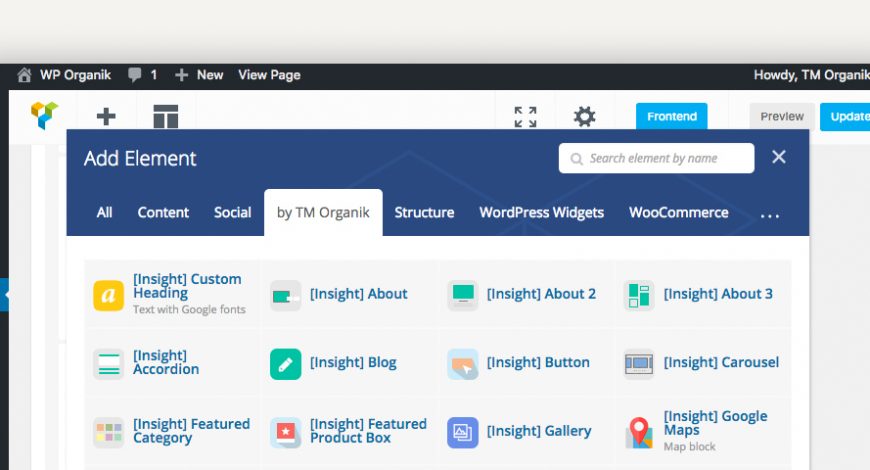 WP Organik 1 New View Page Howdy, TM Organik
Frontend Preview Update
Add Element Search element by name
All Content Social by TM Organik Structure WordPress Widgets WooCommerce ...
[Insight] Custom
Heading
Text with Google fonts
[Insight] About
[Insight] About 2
[Insight] About 3
[Insight]
Accordion
[Insight] Blog
[Insight] Button
[Insight] Carousel
[Insight] Featured
Category
[Insight] Featured
Product Box
[Insight] Gallery
[Insight] Google
Maps
Map block